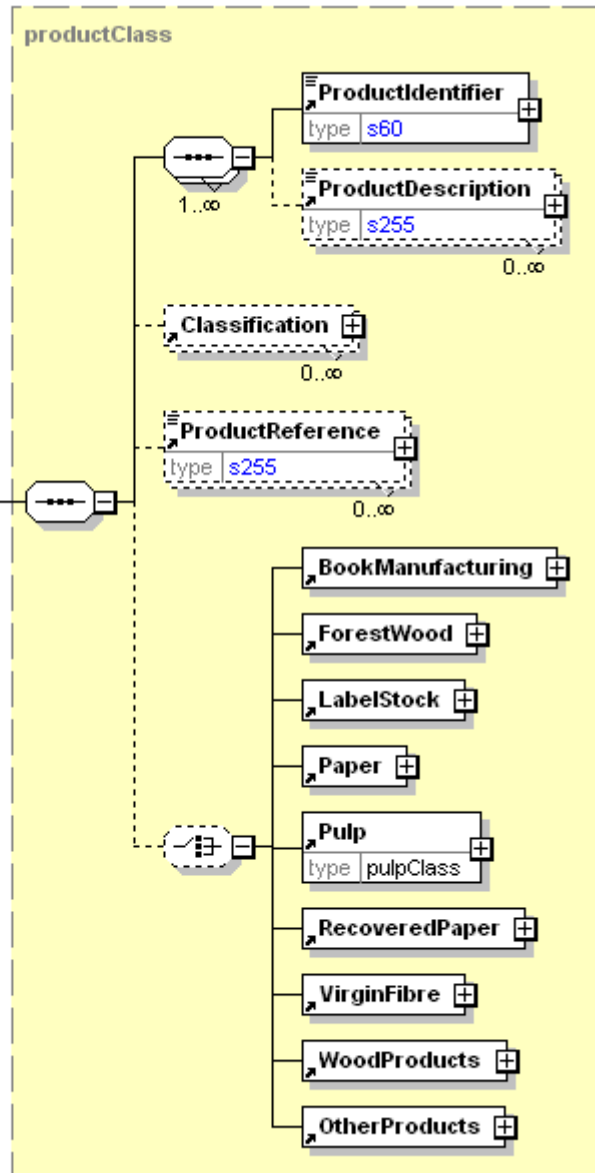 productClass
ProductIdentifier
type s60
1..∞
ProductDescription
type s255
0..∞
Classification
0..∞
ProductReference
type s255
0..∞
BookManufacturing
ForestWood
LabelStock
Paper
Pulp
type pulpClass
RecoveredPaper
VirginFibre
WoodProducts
OtherProducts